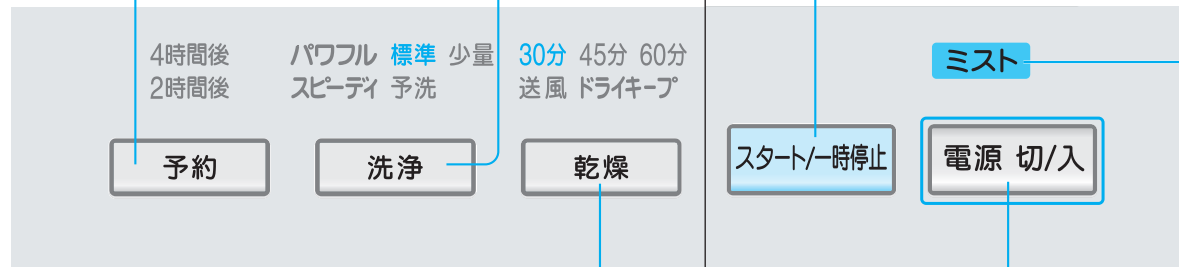 4時間後 パワフル 標準 少量 30分 45分 60分 ミスト
2時間後 スピーディ 予洗 送風 ドライキープ
予約 洗浄 乾燥 スタート/一時停止 電源 切/入